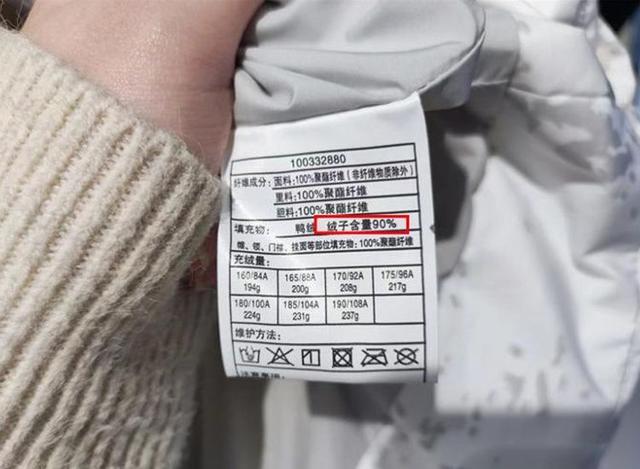 100332880
纤维成分：面料:100%聚酯纤维（非纤维物质除外）
里料:100%聚酯纤维
胆料:100%聚酯纤维
填充物： 鸭绒 绒子含量90%
帽、领、门襟、挂面等部位填充物：100%聚酯纤维
充绒量：
160/84A 165/88A 170/92A 175/96A
194g 200g 208g 217g
180/100A 185/104A 190/108A
224g 231g 237g
维护方法：